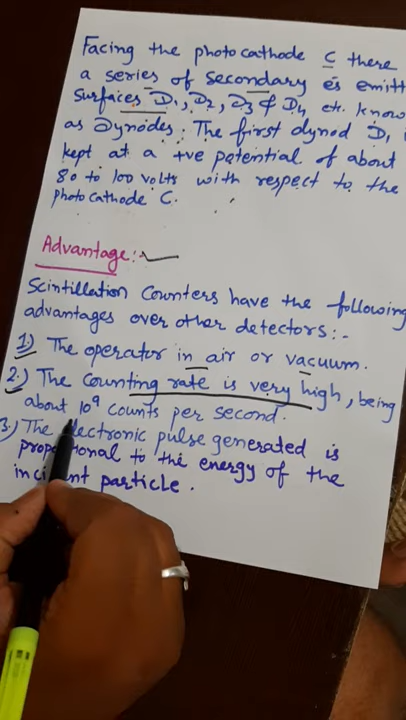 Facing the photocathode C there
a series of secondary es emitt
surfaces D1, D2, D3 & D4 etc. know
as Dynodes. The first dynod D1 i
kept at a +ve potential of about
80 to 100 volts with respect to the
photocathode C.
Advantage:-
Scintillation Counters have the following
advantages over other detectors:-
1.) The operator in air or vacuum.
2.) The Counting rate is very high, being
about 10⁹ counts per second.
3.) The electronic pulse generated is
proportional to the energy of the
incident particle.